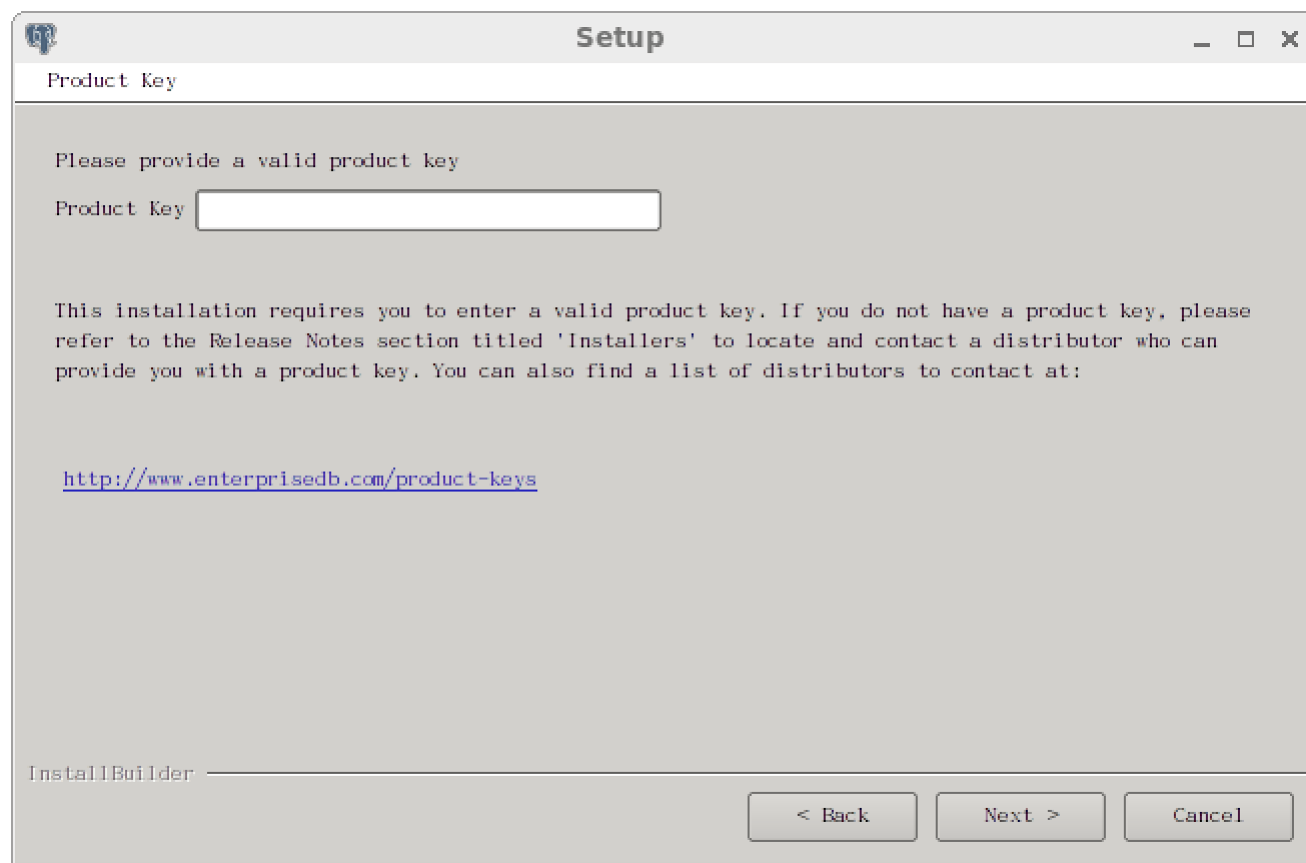 Setup
Product Key
Please provide a valid product key
Product Key
This installation requires you to enter a valid product key. If you do not have a product key, please
refer to the Release Notes section titled 'Installers' to locate and contact a distributor who can
provide you with a product key. You can also find a list of distributors to contact at:
http://www.enterprisedb.com/product-keys
InstallBuilder
< Back Next > Cancel